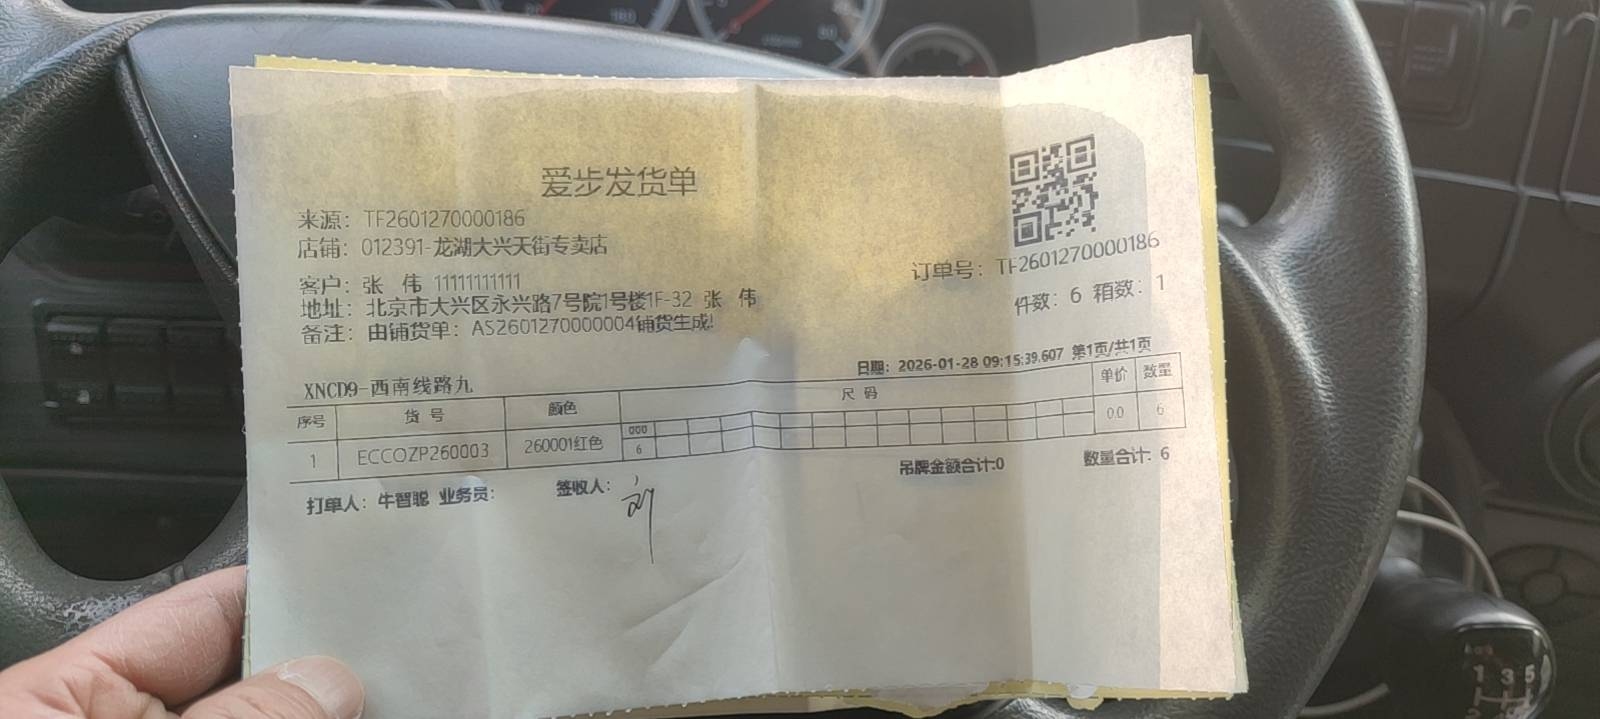 爱步发货单
来源：TF2601270000186
店铺：012391-龙湖大兴天街专卖店
客户：张 伟 11111111111
地址：北京市大兴区永兴路7号院1号楼1F-32 张 伟
备注：由铺货单：AS2601270000004铺货生成!
订单号：TF2601270000186
件数：6 箱数：1
XNCD9-西南线路九
日期：2026-01-28 09:15:39.607 第1页/共1页
序号 货号 颜色 尺码 单价 数量
000
1 ECCOZP260003 260001红色 6 0.0 6
吊牌金额合计:0 数量合计：6
打单人：牛智聪 业务员： 签收人：
1 3 5